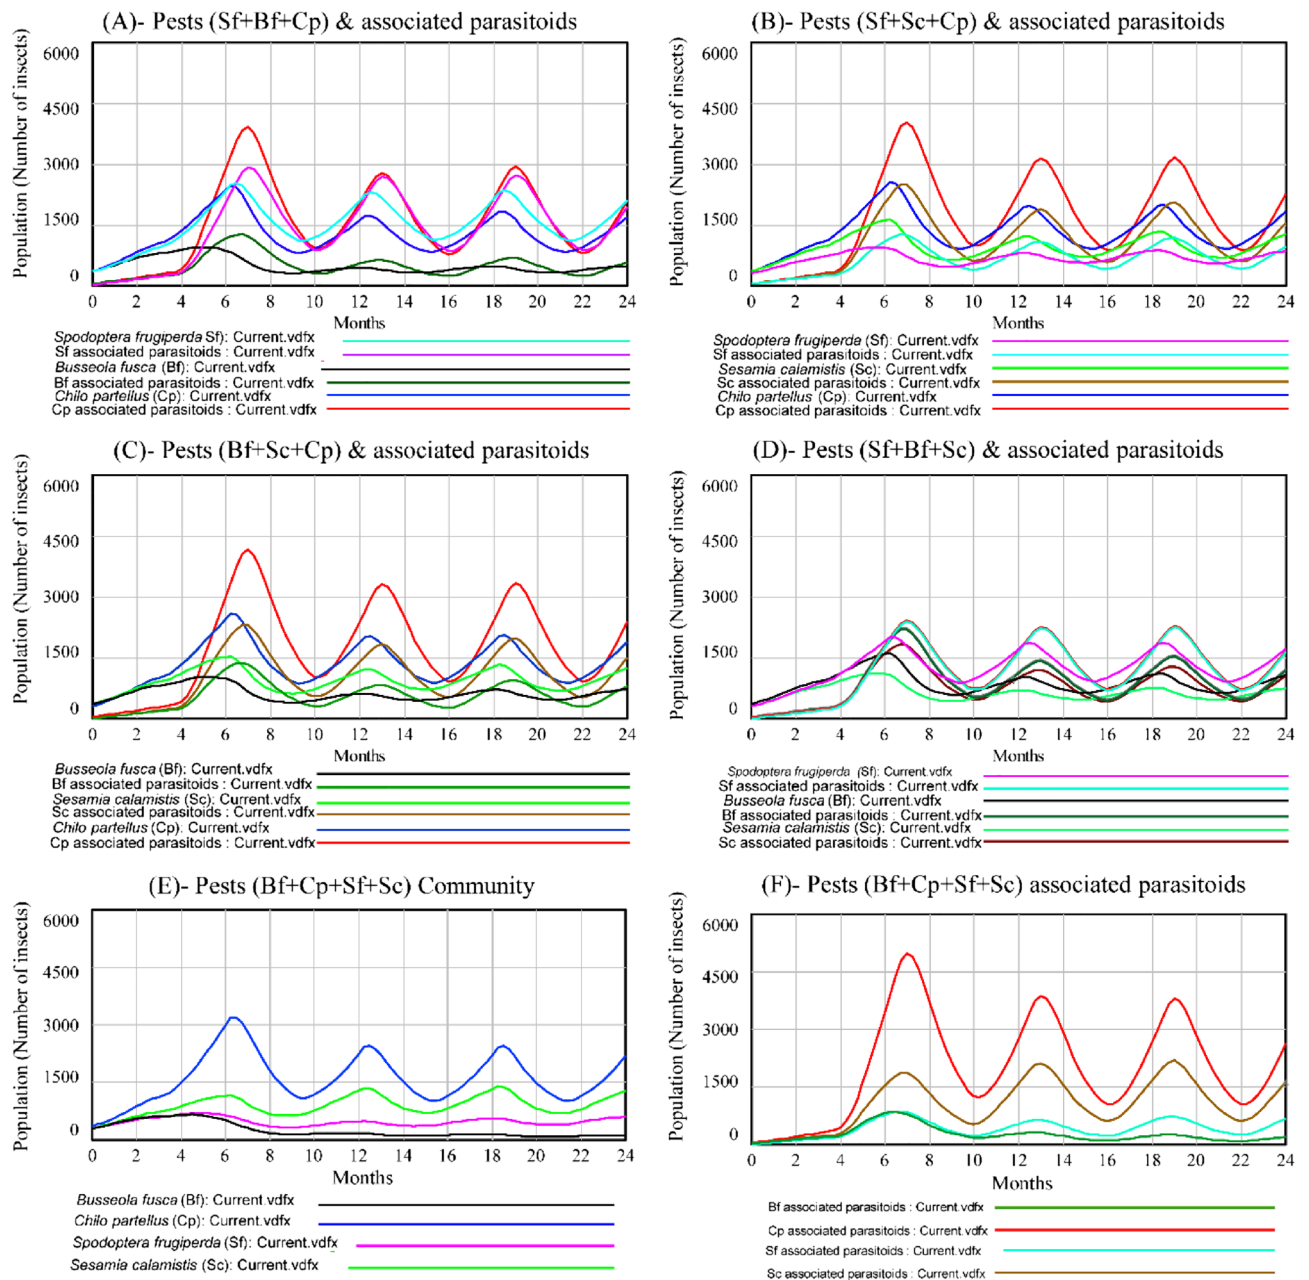 (A)- Pests (Sf+Bf+Cp) & associated parasitoids
Population (Number of insects)
6000
4500
3000
1500
0
0 2 4 6 8 10 12 14 16 18 20 22 24
Months
Spodoptera frugiperda Sf): Current.vdfx
Sf associated parasitoids : Current.vdfx
Busseola fusca (Bf): Current.vdfx
Bf associated parasitoids : Current.vdfx
Chilo partellus (Cp): Current.vdfx
Cp associated parasitoids : Current.vdfx
(B)- Pests (Sf+Sc+Cp) & associated parasitoids
Population (Number of insects)
6000
4500
3000
1500
0
0 2 4 6 8 10 12 14 16 18 20 22 24
Months
Spodoptera frugiperda (Sf): Current.vdfx
Sf associated parasitoids : Current.vdfx
Sesamia calamistis (Sc): Current.vdfx
Sc associated parasitoids : Current.vdfx
Chilo partellus (Cp): Current.vdfx
Cp associated parasitoids : Current.vdfx
(C)- Pests (Bf+Sc+Cp) & associated parasitoids
Population (Number of insects)
6000
4500
3000
1500
0
0 2 4 6 8 10 12 14 16 18 20 22 24
Months
Busseola fusca (Bf): Current.vdfx
Bf associated parasitoids : Current.vdfx
Sesamia calamistis (Sc): Current.vdfx
Sc associated parasitoids : Current.vdfx
Chilo partellus (Cp): Current.vdfx
Cp associated parasitoids : Current.vdfx
(D)- Pests (Sf+Bf+Sc) & associated parasitoids
Population (Number of insects)
6000
4500
3000
1500
0
0 2 4 6 8 10 12 14 16 18 20 22 24
Months
Spodoptera frugiperda (Sf): Current.vdfx
Sf associated parasitoids : Current.vdfx
Busseola fusca (Bf): Current.vdfx
Bf associated parasitoids : Current.vdfx
Sesamia calamistis (Sc): Current.vdfx
Sc associated parasitoids : Current.vdfx
(E)- Pests (Bf+Cp+Sf+Sc) Community
Population (Number of insects)
6000
4500
3000
1500
0
0 2 4 6 8 10 12 14 16 18 20 22 24
Months
Busseola fusca (Bf): Current.vdfx
Chilo partellus (Cp): Current.vdfx
Spodoptera frugiperda (Sf): Current.vdfx
Sesamia calamistis (Sc): Current.vdfx
(F)- Pests (Bf+Cp+Sf+Sc) associated parasitoids
Population (Number of insects)
6000
4500
3000
1500
0
0 2 4 6 8 10 12 14 16 18 20 22 24
Months
Bf associated parasitoids : Current.vdfx
Cp associated parasitoids : Current.vdfx
Sf associated parasitoids : Current.vdfx
Sc associated parasitoids : Current.vdfx